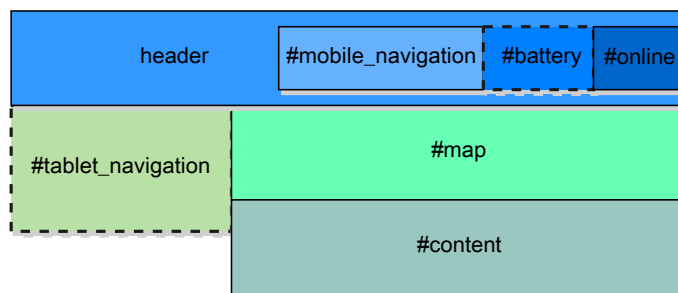 header
#mobile_navigation
#battery
#online
#tablet_navigation
#map
#content